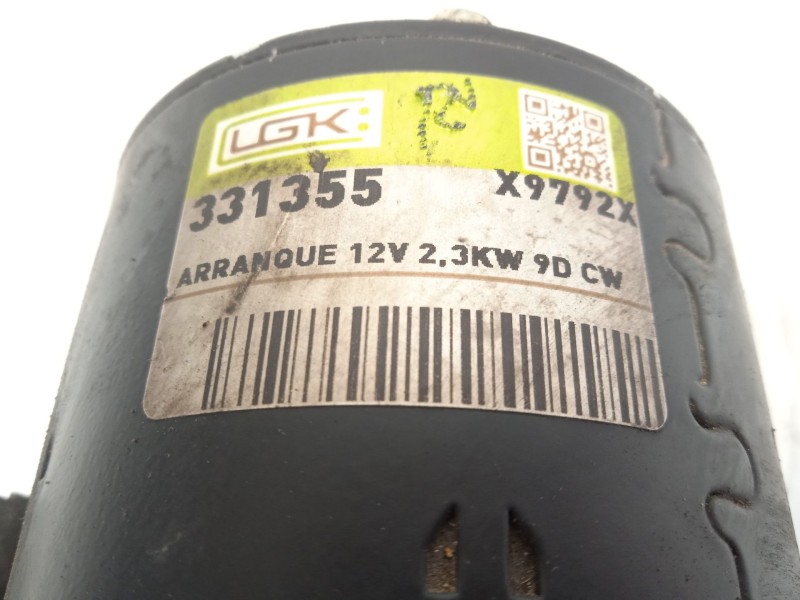 LGK
331355 X9792X
ARRANQUE 12V 2,3KW 9D CW